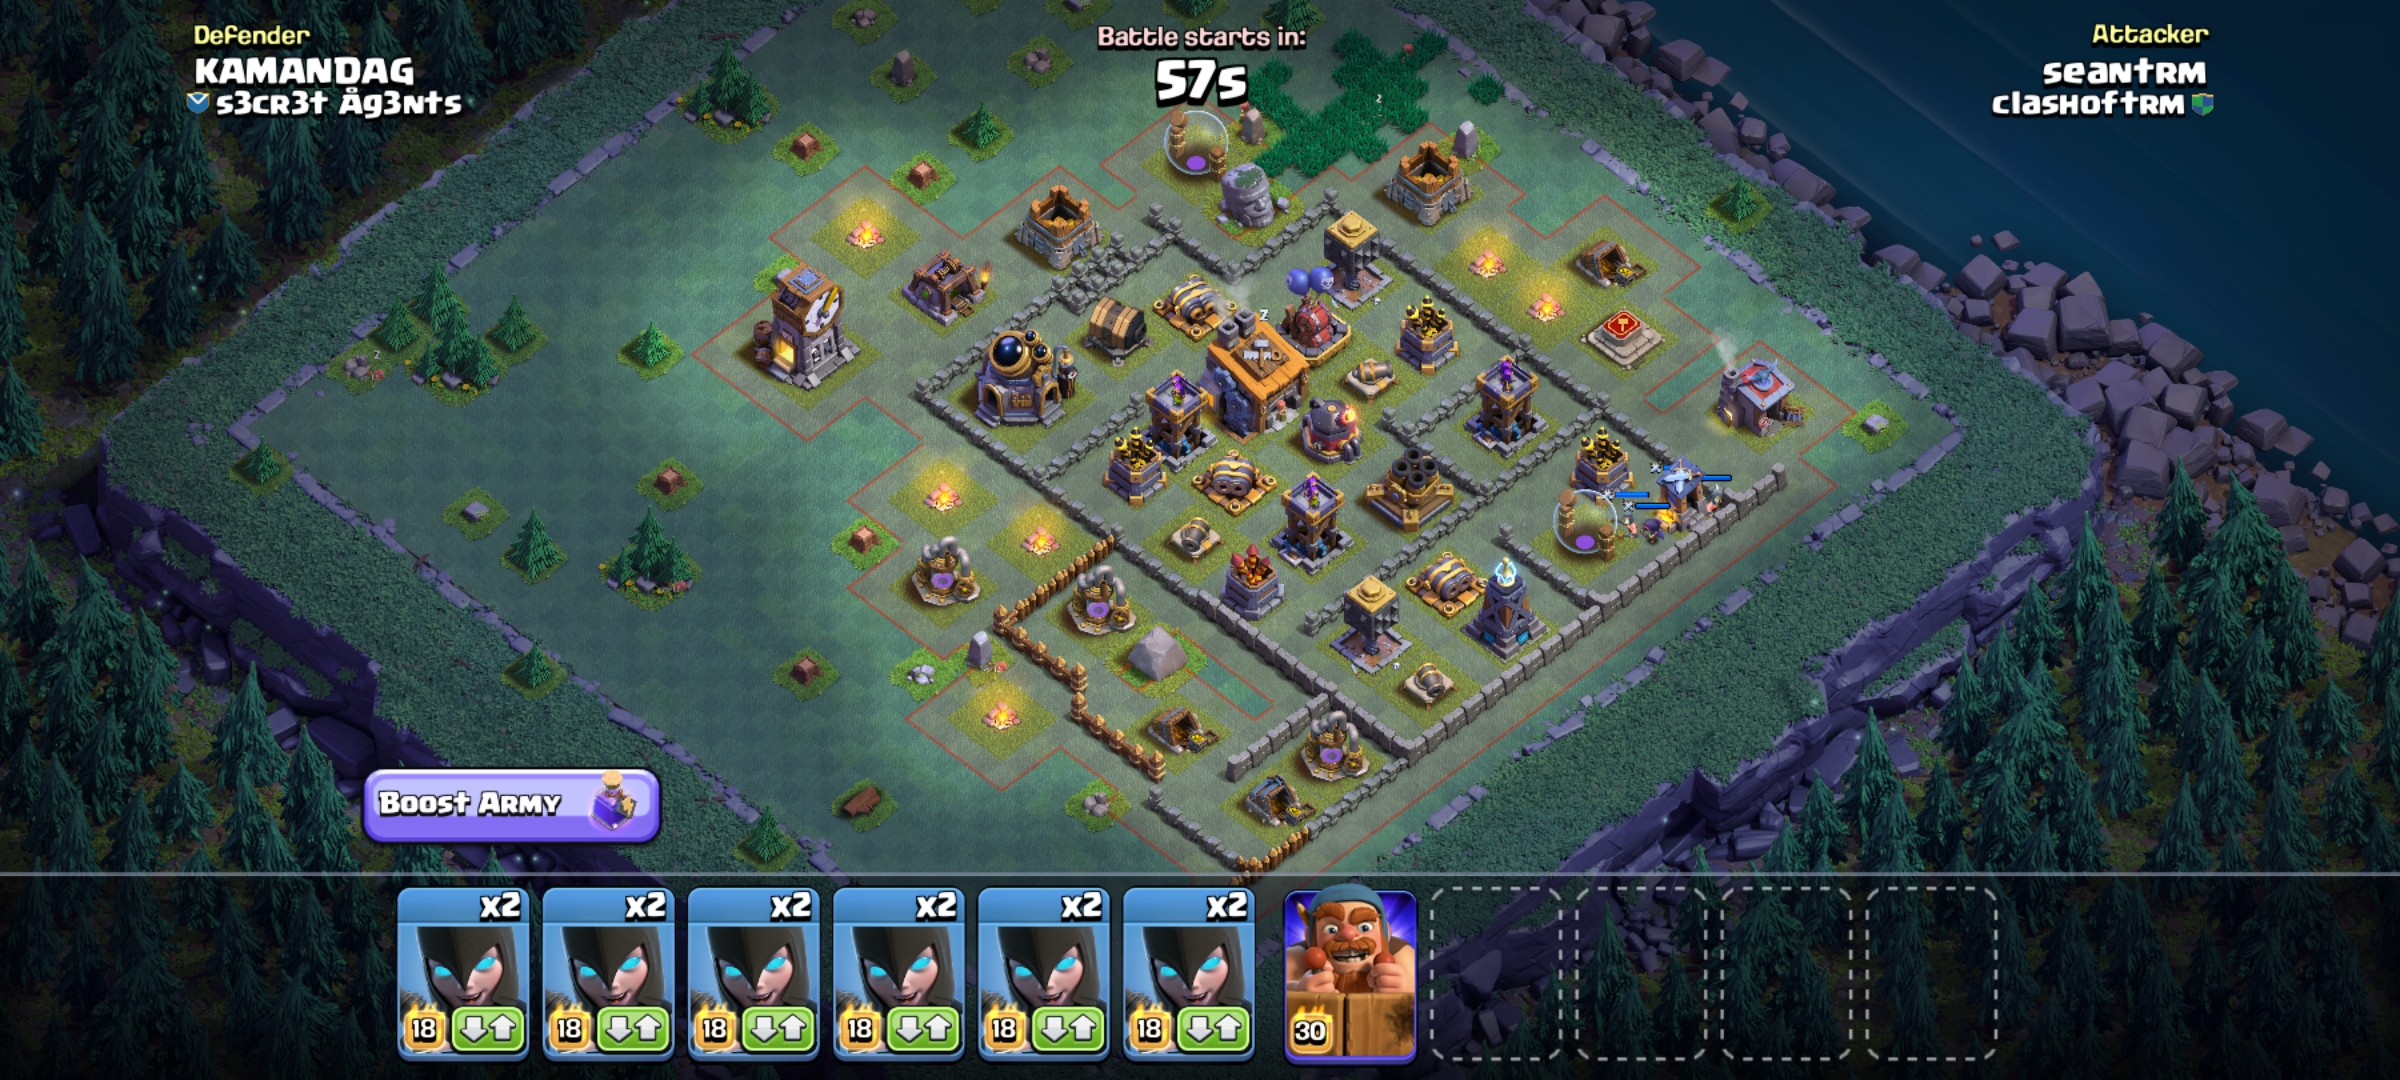 Defender
KAMANDAG
s3cr3t Åg3nts
Battle starts in:
57s
Attacker
seantRM
clashoftRM
z
z
z
Boost Army
x2
x2
x2
x2
x2
x2
18
18
18
18
18
18
30